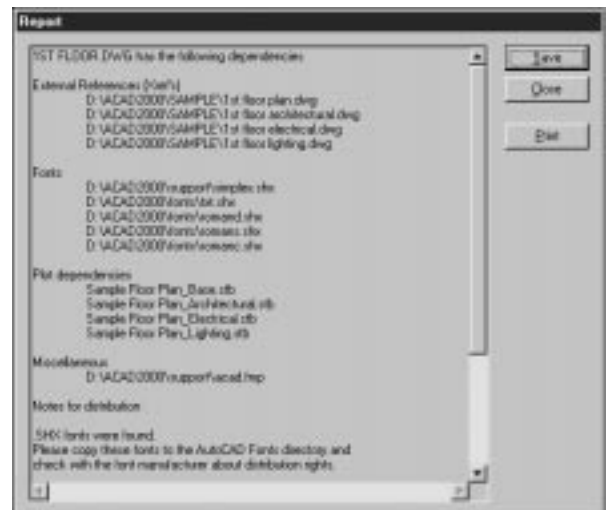 Report
1ST FLOOR.DWG has the following dependencies
External References (Xref's)
D:\ACAD2000\SAMPLE\1st floor plan.dwg
D:\ACAD2000\SAMPLE\1st floor architectural.dwg
D:\ACAD2000\SAMPLE\1st floor electrical.dwg
D:\ACAD2000\SAMPLE\1st floor lighting.dwg
Fonts
D:\ACAD2000\support\simplex.shx
D:\ACAD2000\fonts\txt.shx
D:\ACAD2000\fonts\romand.shx
D:\ACAD2000\fonts\romans.shx
D:\ACAD2000\fonts\romanc.shx
Plot dependencies
Sample Floor Plan_Base.stb
Sample Floor Plan_Architectural.stb
Sample Floor Plan_Electrical.stb
Sample Floor Plan_Lighting.stb
Miscellaneous
D:\ACAD2000\support\acad.fmp
Notes for distribution
.SHX fonts were found.
Please copy these fonts to the AutoCAD Fonts directory and
check with the font manufacturer about distribution rights.
Save
Close
Print